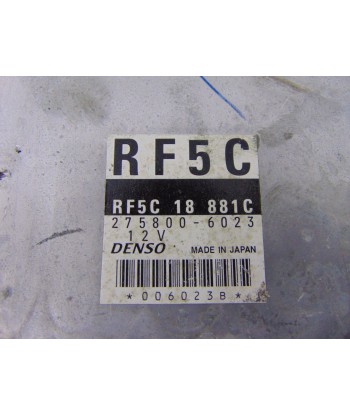 RF5C
RF5C 18 881C
275800-6023
12V
DENSO MADE IN JAPAN
*006023B*